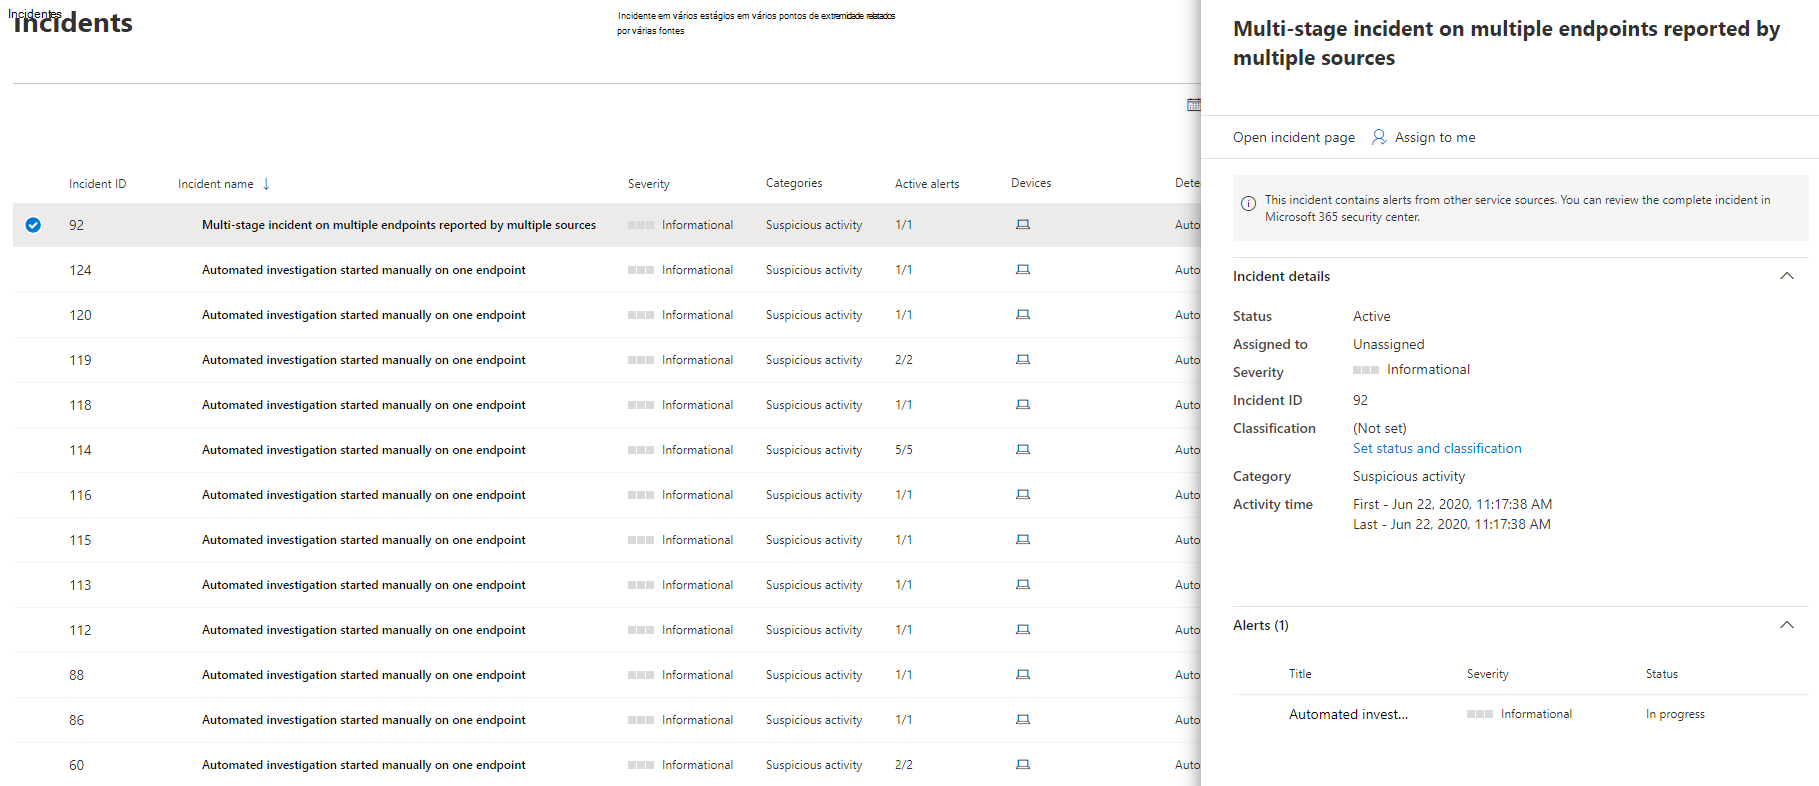 Incidentes
Incidents
Incidente em vários estágios em vários pontos de extremidade relatados
por várias fontes
Incident ID Incident name ↓ Severity Categories Active alerts Devices Dete
92 Multi-stage incident on multiple endpoints reported by multiple sources Informational Suspicious activity 1/1 Auto
124 Automated investigation started manually on one endpoint Informational Suspicious activity 1/1 Auto
120 Automated investigation started manually on one endpoint Informational Suspicious activity 1/1 Auto
119 Automated investigation started manually on one endpoint Informational Suspicious activity 2/2 Auto
118 Automated investigation started manually on one endpoint Informational Suspicious activity 1/1 Auto
114 Automated investigation started manually on one endpoint Informational Suspicious activity 5/5 Auto
116 Automated investigation started manually on one endpoint Informational Suspicious activity 1/1 Auto
115 Automated investigation started manually on one endpoint Informational Suspicious activity 1/1 Auto
113 Automated investigation started manually on one endpoint Informational Suspicious activity 1/1 Auto
112 Automated investigation started manually on one endpoint Informational Suspicious activity 1/1 Auto
88 Automated investigation started manually on one endpoint Informational Suspicious activity 1/1 Auto
86 Automated investigation started manually on one endpoint Informational Suspicious activity 1/1 Auto
60 Automated investigation started manually on one endpoint Informational Suspicious activity 2/2 Auto
Multi-stage incident on multiple endpoints reported by
multiple sources
Open incident page Assign to me
This incident contains alerts from other service sources. You can review the complete incident in
Microsoft 365 security center.
Incident details
Status Active
Assigned to Unassigned
Severity Informational
Incident ID 92
Classification (Not set)
Set status and classification
Category Suspicious activity
Activity time First - Jun 22, 2020, 11:17:38 AM
Last - Jun 22, 2020, 11:17:38 AM
Alerts (1)
Title Severity Status
Automated invest... Informational In progress